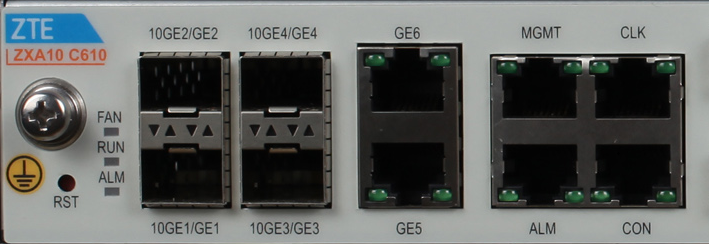 ZTE
ZXA10 C610
10GE2/GE2
10GE4/GE4
GE6
MGMT
CLK
FAN
RUN
ALM
RST
10GE1/GE1
10GE3/GE3
GE5
ALM
CON